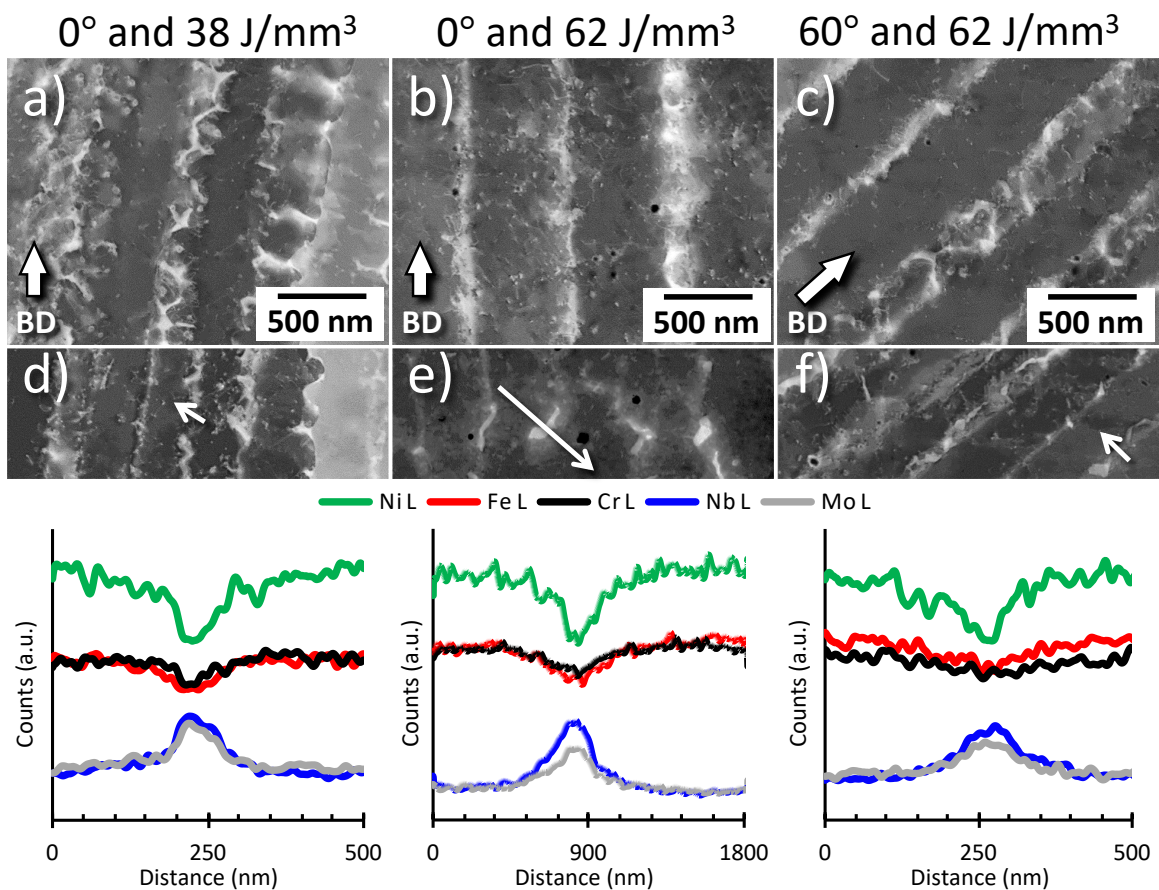 0° and 38 J/mm³ 0° and 62 J/mm³ 60° and 62 J/mm³
a) b) c)
BD 500 nm BD 500 nm BD 500 nm
d) e) f)
Ni L Fe L Cr L Nb L Mo L
Counts (a.u.) Counts (a.u.) Counts (a.u.)
0 250 500 0 900 1800 0 250 500
Distance (nm) Distance (nm) Distance (nm)